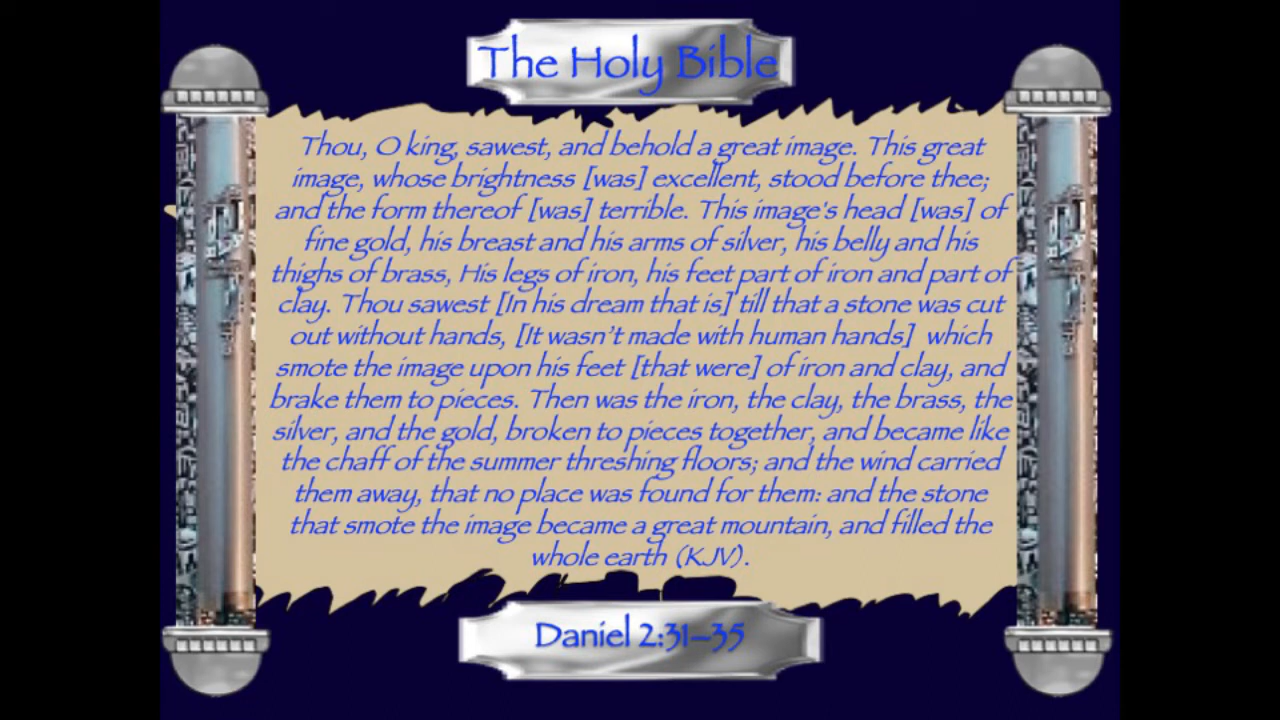 The Holy Bible
Thou, O king, sawest, and behold a great image. This great
image, whose brightness [was] excellent, stood before thee;
and the form thereof [was] terrible. This image's head [was] of
fine gold, his breast and his arms of silver, his belly and his
thighs of brass, His legs of iron, his feet part of iron and part of
clay. Thou sawest [In his dream that is] till that a stone was cut
out without hands, [It wasn’t made with human hands] which
smote the image upon his feet [that were] of iron and clay, and
brake them to pieces. Then was the iron, the clay, the brass, the
silver, and the gold, broken to pieces together, and became like
the chaff of the summer threshing floors; and the wind carried
them away, that no place was found for them: and the stone
that smote the image became a great mountain, and filled the
whole earth (KJV).
Daniel 2:31–35